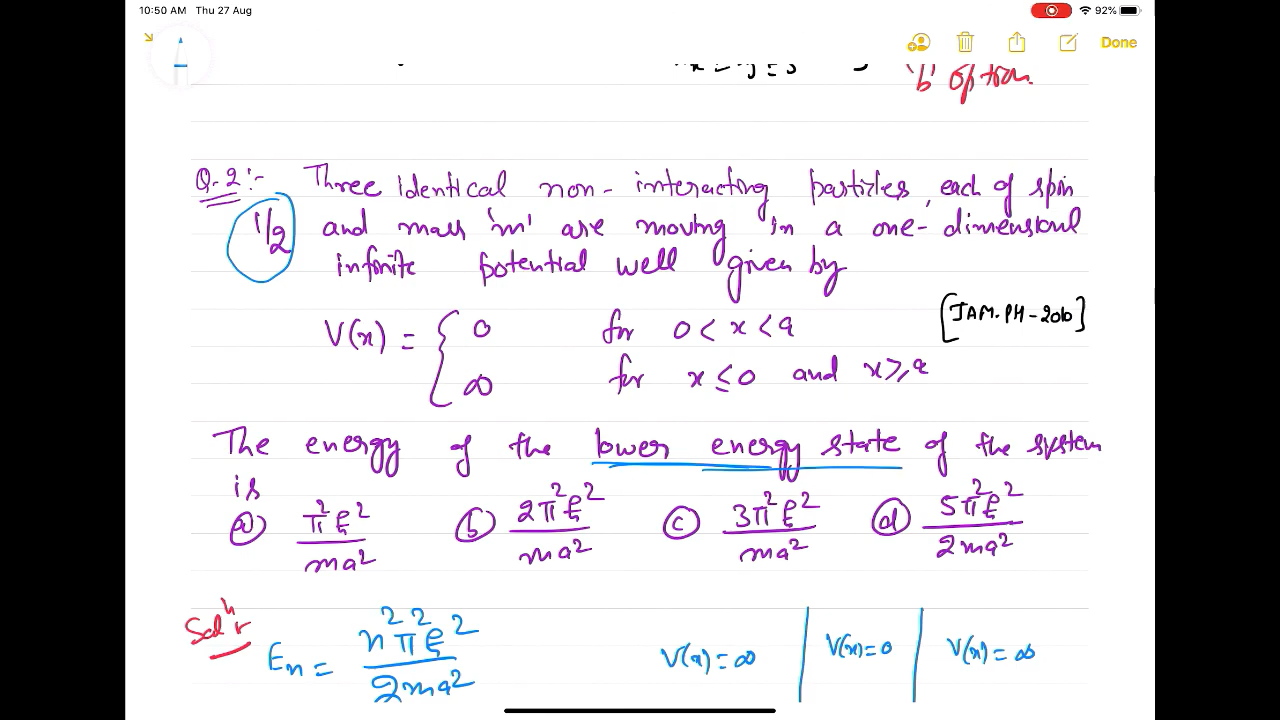 10:50 AM Thu 27 Aug
92%
Done
'b' option
Q.2:- Three identical non-interacting particles, each of spin
1/2 and mass 'm' are moving in a one-dimensional
infinite potential well given by
V(x) = { 0 for 0 < x < a
[JAM.PH-2010]
∞ for x ≤ 0 and x ≥ a
The energy of the lower energy state of the system
is
ⓐ π²ħ²/ma² ⓑ 2π²ħ²/ma² ⓒ 3π²ħ²/ma² ⓓ 5π²ħ²/2ma²
Solⁿ:
Eₙ = n²π²ħ²/2ma² V(x)=∞ V(x)=0 V(x)=∞